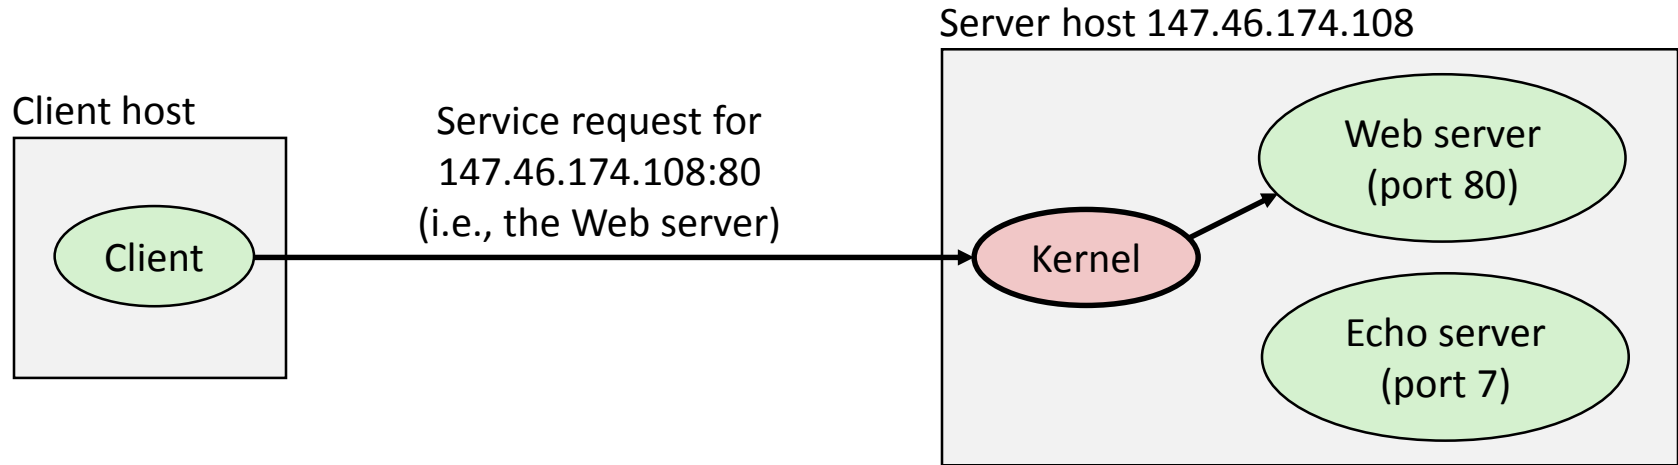 Server host 147.46.174.108
Client host
Service request for
147.46.174.108:80
(i.e., the Web server)
Client
Kernel
Web server
(port 80)
Echo server
(port 7)